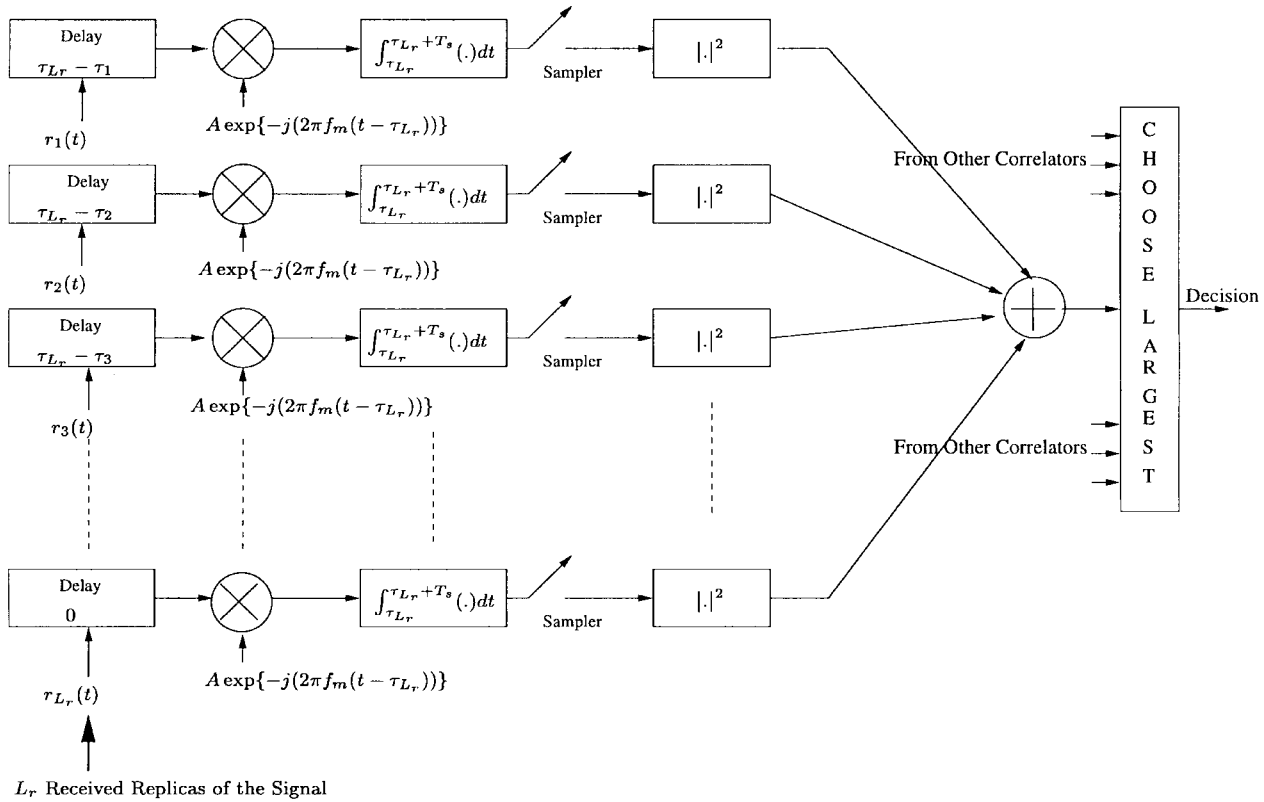 Delay
τ_{L_r} − τ_1
∫_{τ_{L_r}}^{τ_{L_r}+T_s}(.)dt
Sampler
|.|^2
A exp{−j(2πf_m(t − τ_{L_r}))}
r_1(t)
Delay
τ_{L_r} − τ_2
∫_{τ_{L_r}}^{τ_{L_r}+T_s}(.)dt
Sampler
|.|^2
A exp{−j(2πf_m(t − τ_{L_r}))}
r_2(t)
Delay
τ_{L_r} − τ_3
∫_{τ_{L_r}}^{τ_{L_r}+T_s}(.)dt
Sampler
|.|^2
A exp{−j(2πf_m(t − τ_{L_r}))}
r_3(t)
Delay
0
∫_{τ_{L_r}}^{τ_{L_r}+T_s}(.)dt
Sampler
|.|^2
A exp{−j(2πf_m(t − τ_{L_r}))}
r_{L_r}(t)
L_r Received Replicas of the Signal
From Other Correlators
From Other Correlators
CHOOSE LARGEST
Decision